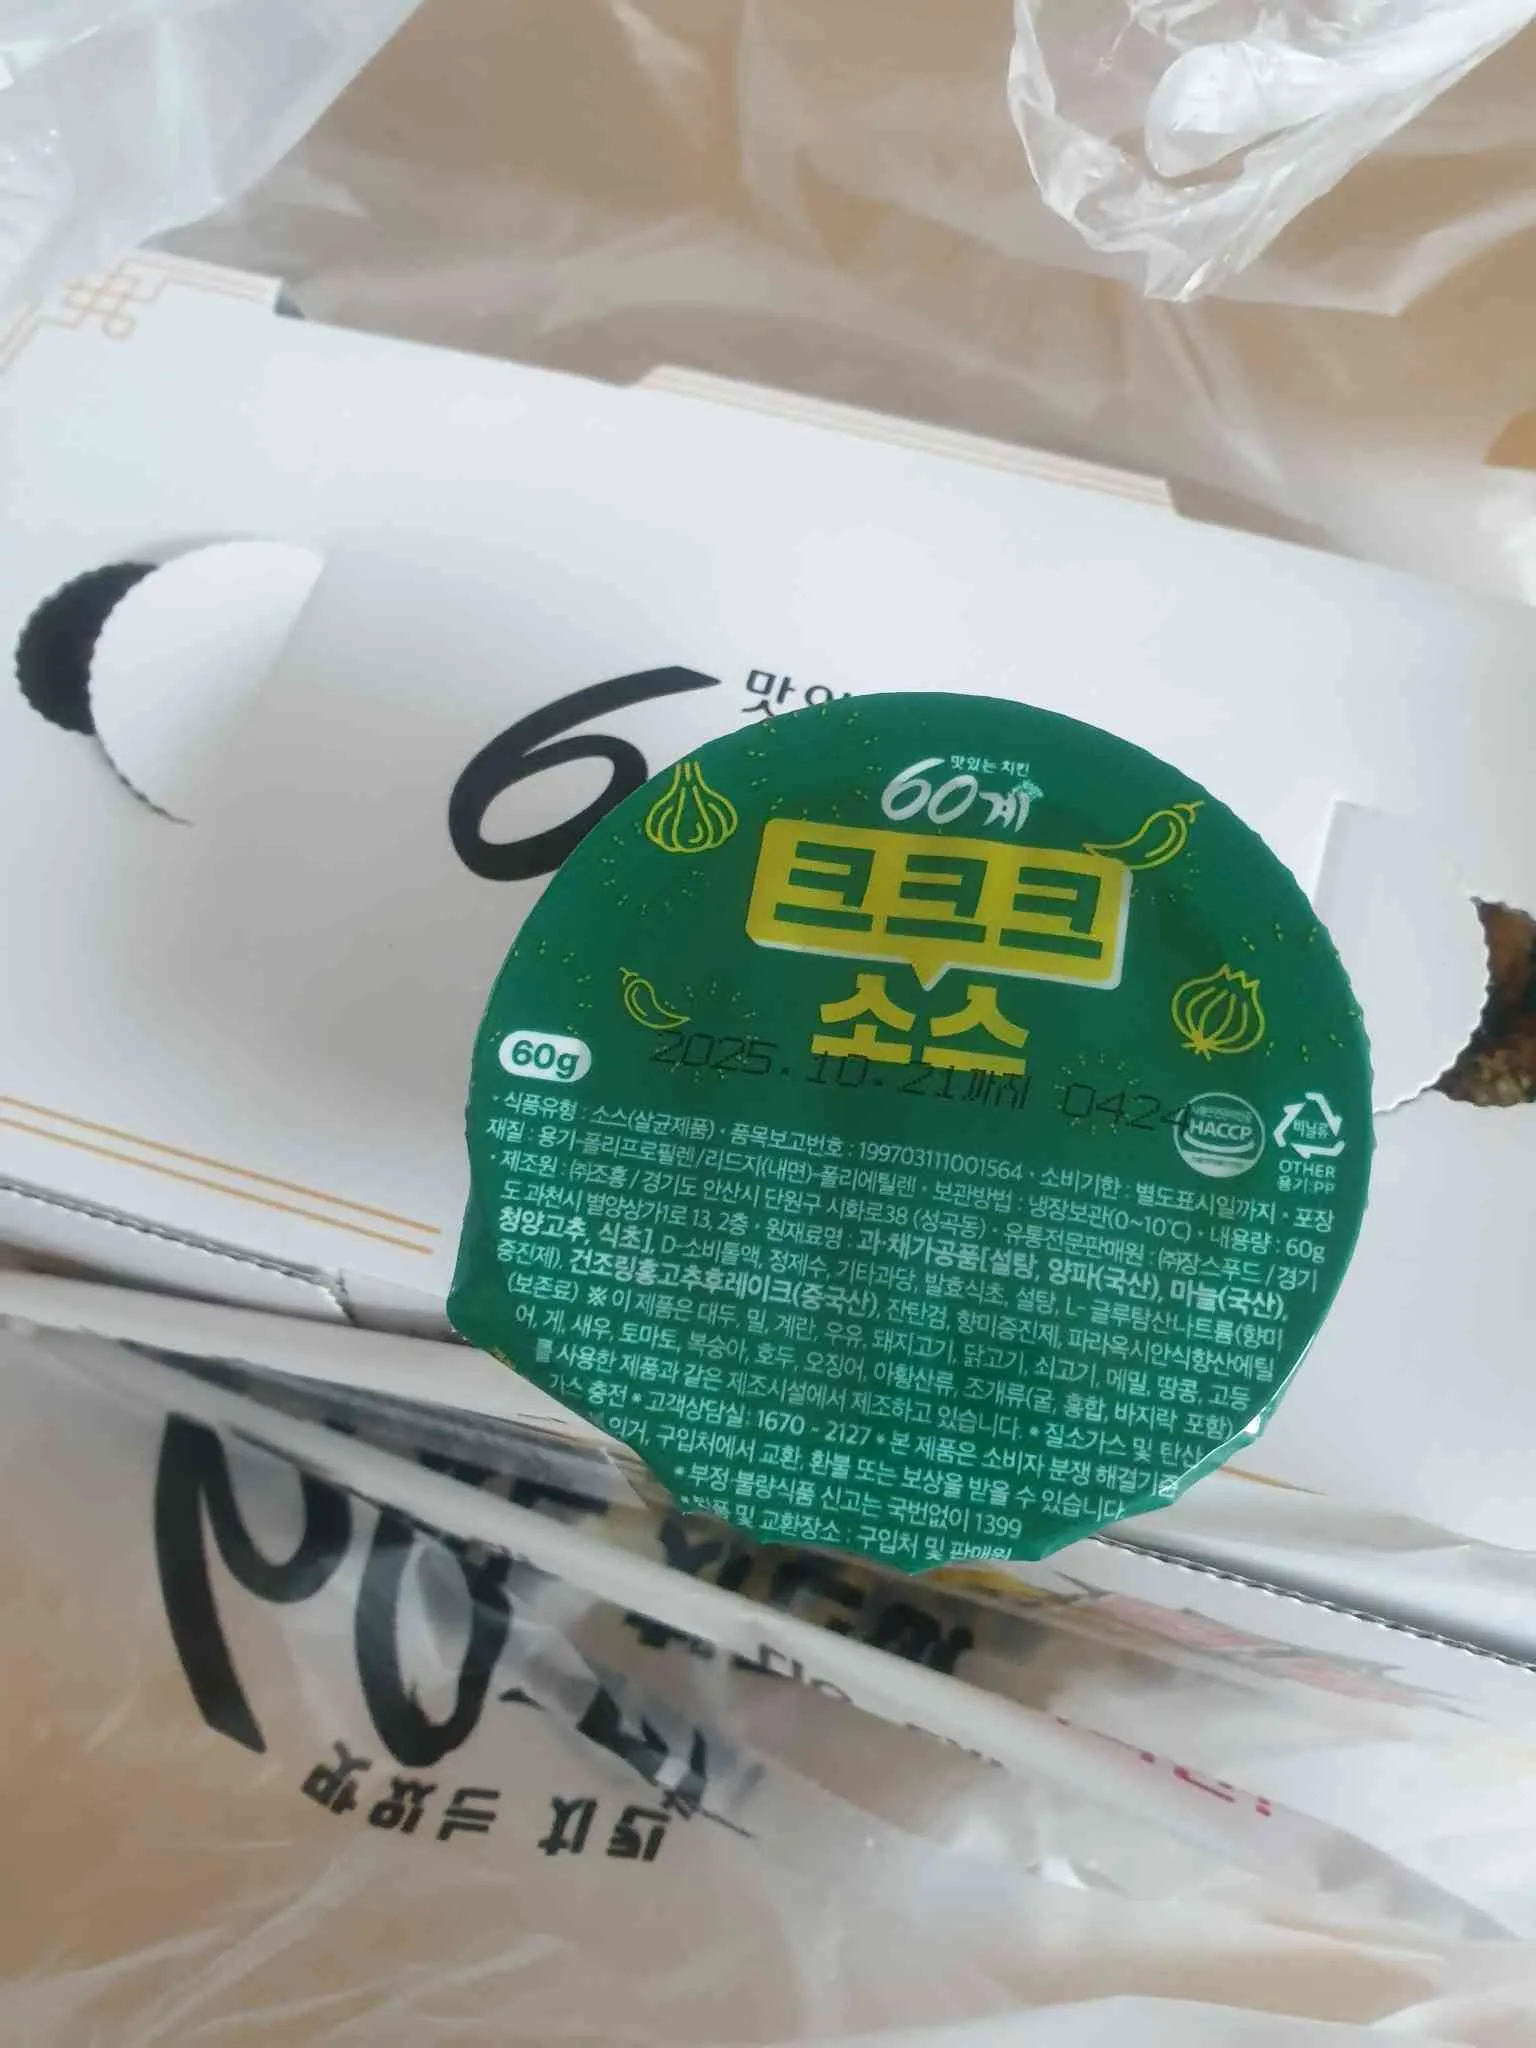 맛있
6
맛있는 치킨
60계
크크크
소스
60g
2025.10.21까지 0424
HACCP
비닐류
OTHER
용기:PP
• 식품유형 : 소스(살균제품) • 품목보고번호 : 199703111001564 • 소비기한 : 별도표시일까지 • 포장
재질 : 용기-폴리프로필렌/리드지(내면)-폴리에틸렌 • 보관방법 : 냉장보관(0~10℃) • 내용량 : 60g
• 제조원 : ㈜조흥 / 경기도 안산시 단원구 시화로38 (성곡동) • 유통전문판매원 : ㈜장스푸드 / 경기
도 과천시 별양상가1로 13, 2층 • 원재료명 : 과·채가공품[설탕, 양파(국산), 마늘(국산),
청양고추, 식초], D-소비톨액, 정제수, 기타과당, 발효식초, 설탕, L-글루탐산나트륨(향미
증진제), 건조링홍고추후레이크(중국산), 잔탄검, 향미증진제, 파라옥시안식향산에틸
(보존료) ※ 이 제품은 대두, 밀, 계란, 우유, 돼지고기, 닭고기, 쇠고기, 메밀, 땅콩, 고등
어, 게, 새우, 토마토, 복숭아, 호두, 오징어, 아황산류, 조개류(굴, 홍합, 바지락 포함)
를 사용한 제품과 같은 제조시설에서 제조하고 있습니다. * 질소가스 및 탄산
가스 충전 * 고객상담실: 1670 - 2127 * 본 제품은 소비자 분쟁 해결기준
의거, 구입처에서 교환, 환불 또는 보상을 받을 수 있습니다.
* 부정·불량식품 신고는 국번없이 1399
* 반품 및 교환장소 : 구입처 및 판매원
60계
맛있는 치킨